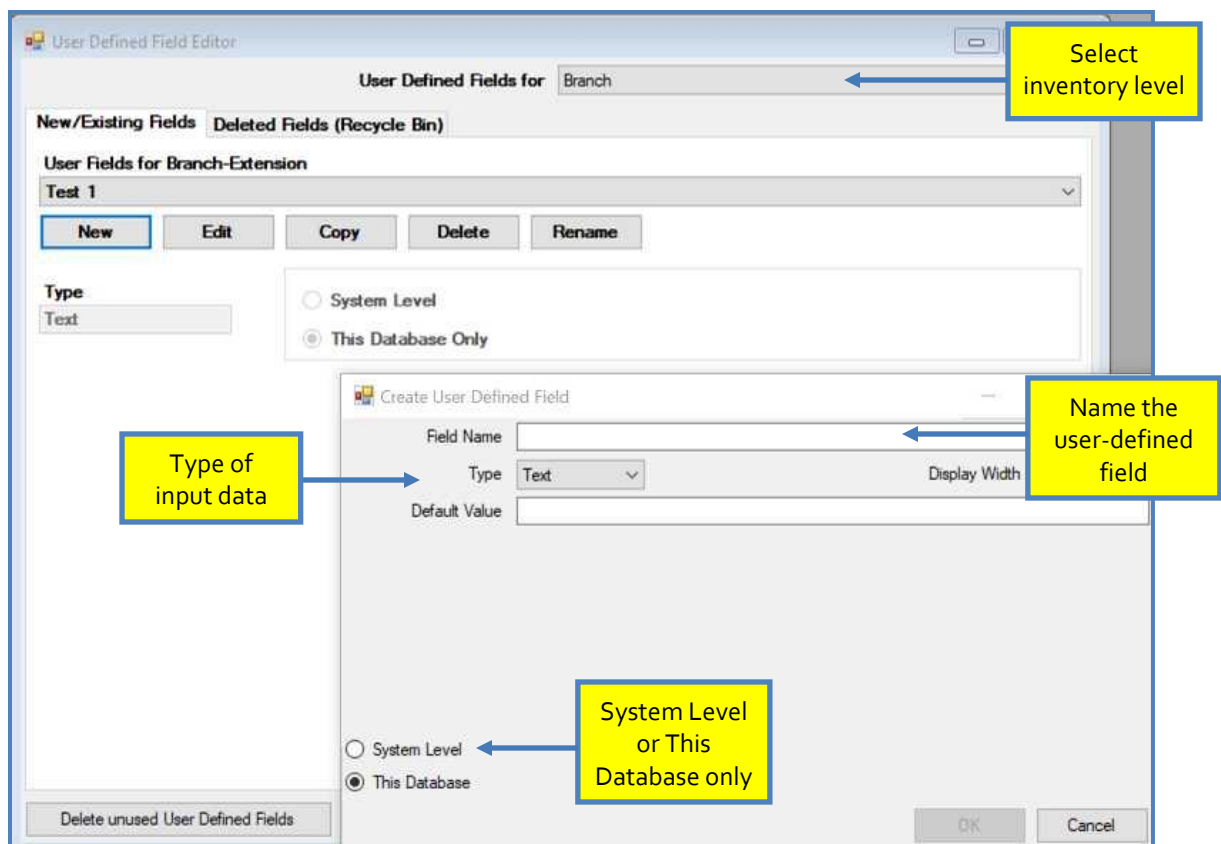 User Defined Field Editor
Select
inventory level
User Defined Fields for Branch
New/Existing Fields Deleted Fields (Recycle Bin)
User Fields for Branch-Extension
Test 1
New Edit Copy Delete Rename
Type
Text
System Level
This Database Only
Create User Defined Field
Name the
user-defined
field
Field Name
Type of
input data
Type Text Display Width
Default Value
System Level
or This
Database only
System Level
This Database
Delete unused User Defined Fields
OK Cancel